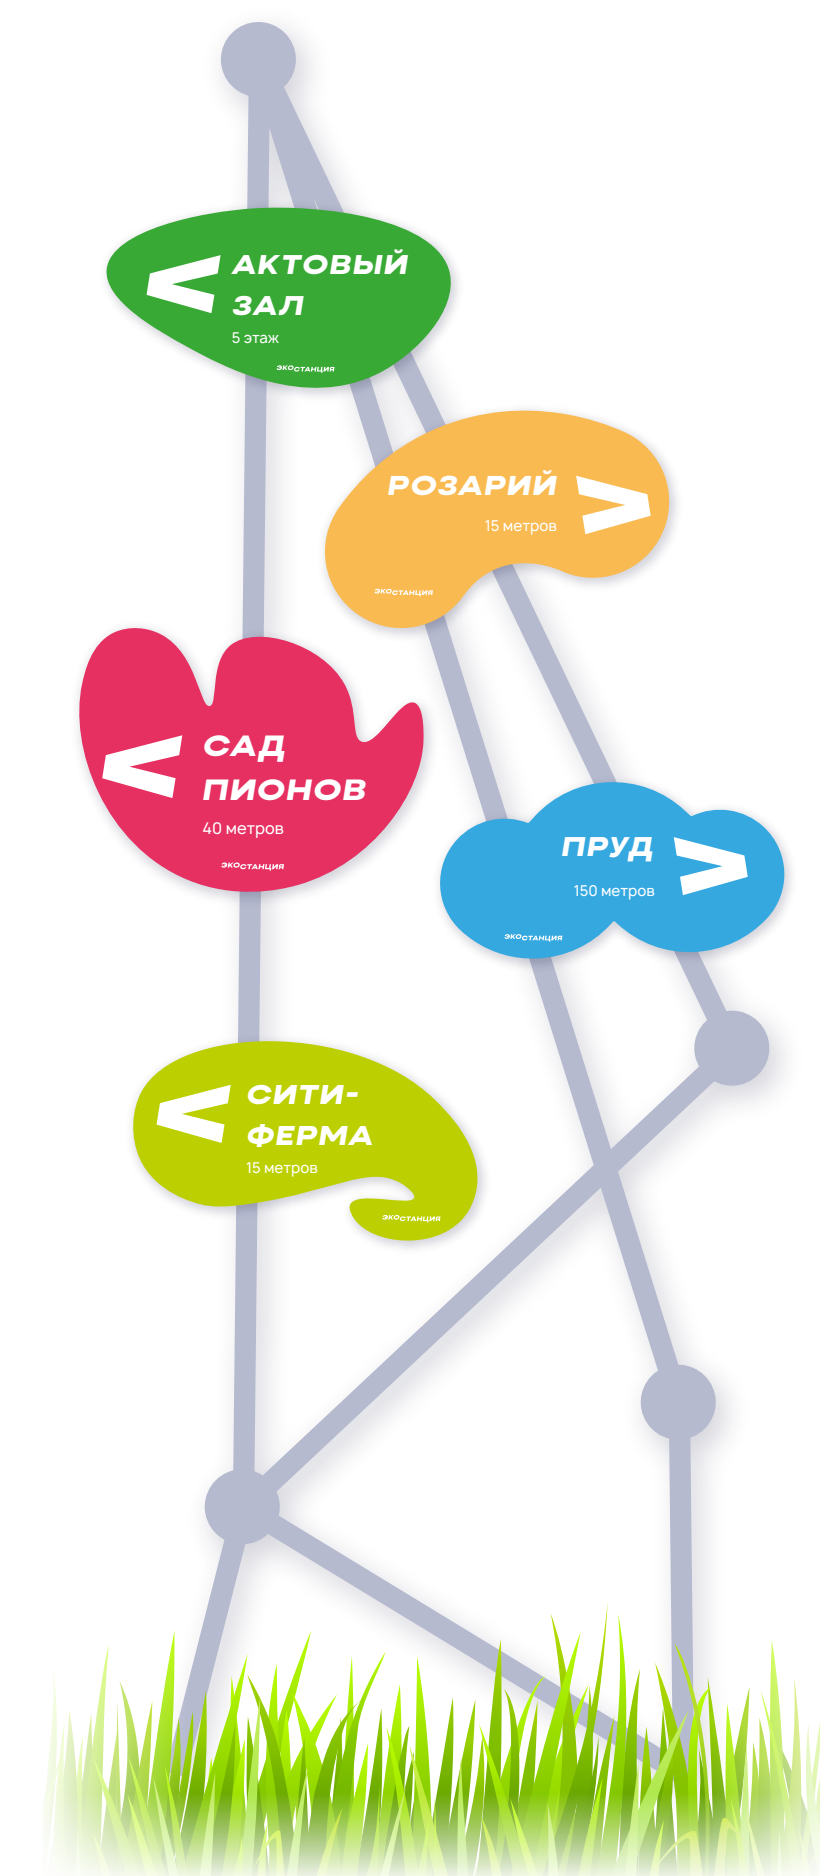 АКТОВЫЙ
ЗАЛ
5 этаж
ЭКОСТАНЦИЯ
РОЗАРИЙ
15 метров
ЭКОСТАНЦИЯ
САД
ПИОНОВ
40 метров
ЭКОСТАНЦИЯ
ПРУД
150 метров
ЭКОСТАНЦИЯ
СИТИ-
ФЕРМА
15 метров
ЭКОСТАНЦИЯ